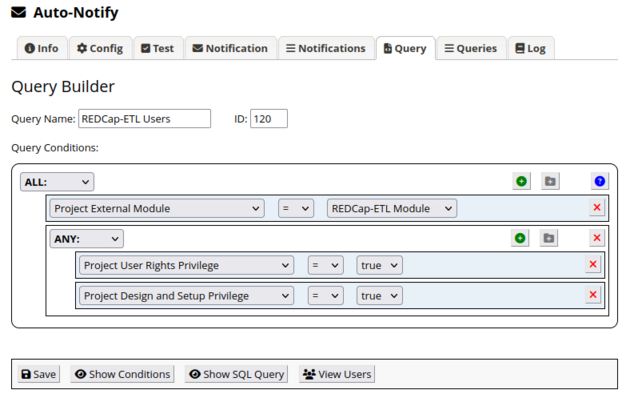 Auto-Notify
Info Config Test Notification Notifications Query Queries Log
Query Builder
Query Name: REDCap-ETL Users ID: 120
Query Conditions:
ALL: ?
Project External Module = REDCap-ETL Module
ANY:
Project User Rights Privilege = true
Project Design and Setup Privilege = true
Save Show Conditions Show SQL Query View Users